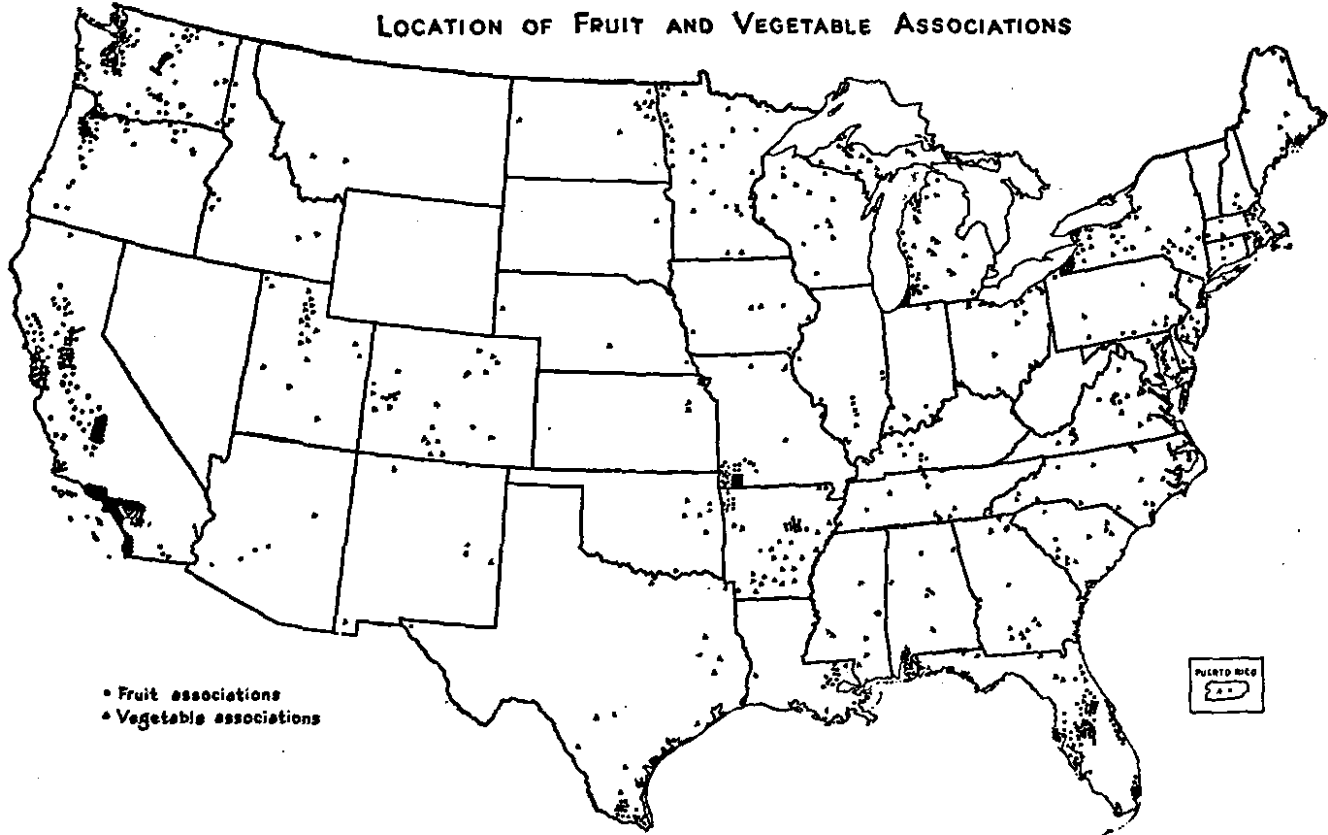 LOCATION OF FRUIT AND VEGETABLE ASSOCIATIONS
PUERTO RICO
• Fruit associations
▲ Vegetable associations